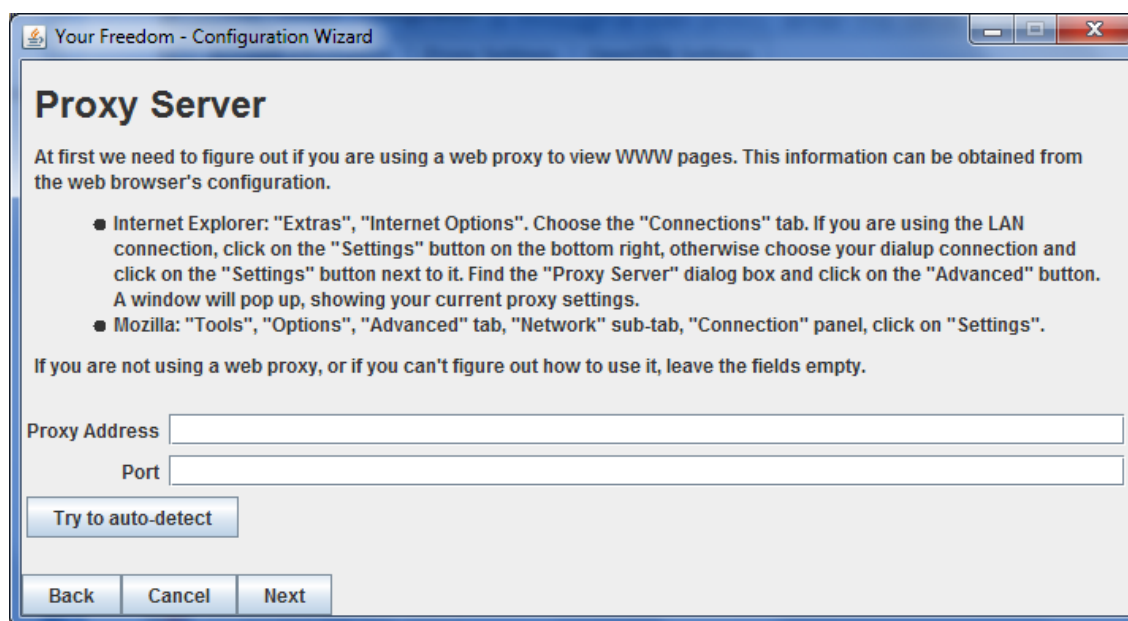 Your Freedom - Configuration Wizard
Proxy Server
At first we need to figure out if you are using a web proxy to view WWW pages. This information can be obtained from
the web browser's configuration.
Internet Explorer: "Extras", "Internet Options". Choose the "Connections" tab. If you are using the LAN
connection, click on the "Settings" button on the bottom right, otherwise choose your dialup connection and
click on the "Settings" button next to it. Find the "Proxy Server" dialog box and click on the "Advanced" button.
A window will pop up, showing your current proxy settings.
Mozilla: "Tools", "Options", "Advanced" tab, "Network" sub-tab, "Connection" panel, click on "Settings".
If you are not using a web proxy, or if you can't figure out how to use it, leave the fields empty.
Proxy Address
Port
Try to auto-detect
Back Cancel Next